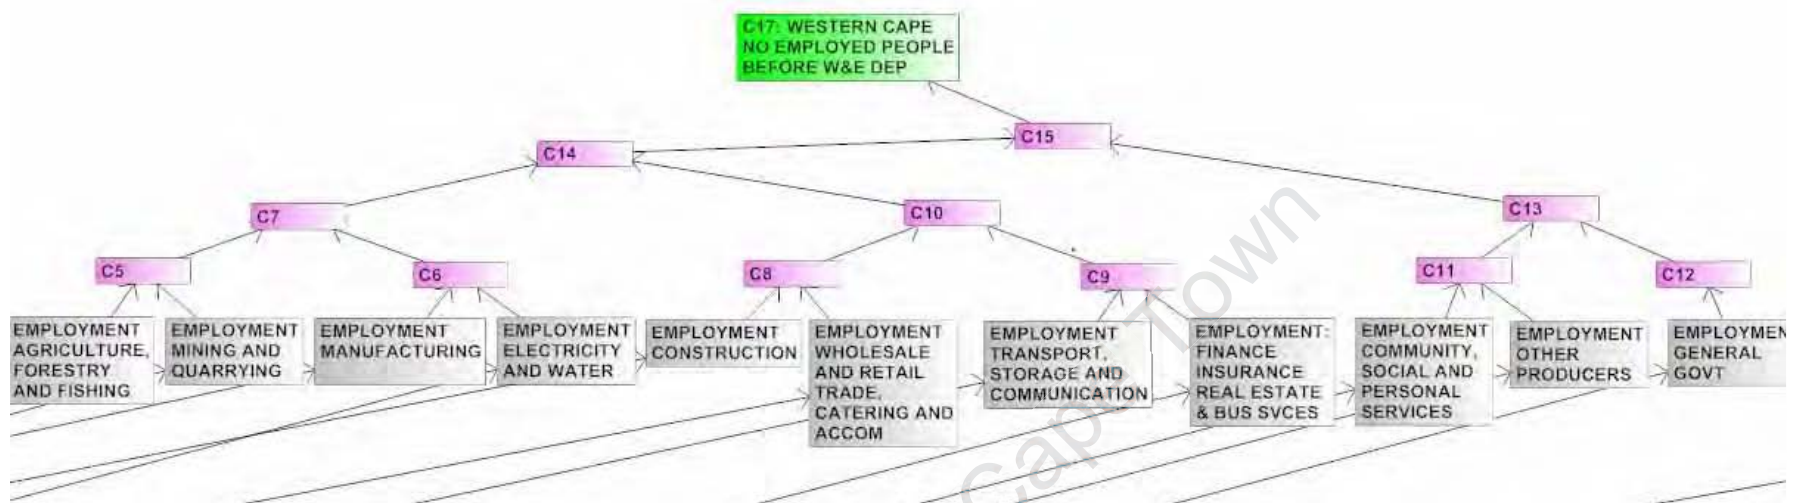 C17: WESTERN CAPE
NO EMPLOYED PEOPLE
BEFORE W&E DEP
C15
C14
C7
C10
C13
C5
C6
C8
C9
C11
C12
EMPLOYMENT
AGRICULTURE,
FORESTRY
AND FISHING
EMPLOYMENT
MINING AND
QUARRYING
EMPLOYMENT
MANUFACTURING
EMPLOYMENT
ELECTRICITY
AND WATER
EMPLOYMENT
CONSTRUCTION
EMPLOYMENT
WHOLESALE
AND RETAIL
TRADE,
CATERING AND
ACCOM
EMPLOYMENT
TRANSPORT,
STORAGE AND
COMMUNICATION
EMPLOYMENT:
FINANCE
INSURANCE
REAL ESTATE
& BUS SVCES
EMPLOYMENT
COMMUNITY,
SOCIAL AND
PERSONAL
SERVICES
EMPLOYMENT
OTHER
PRODUCERS
EMPLOYMEN
GENERAL
GOVT
Cape Town